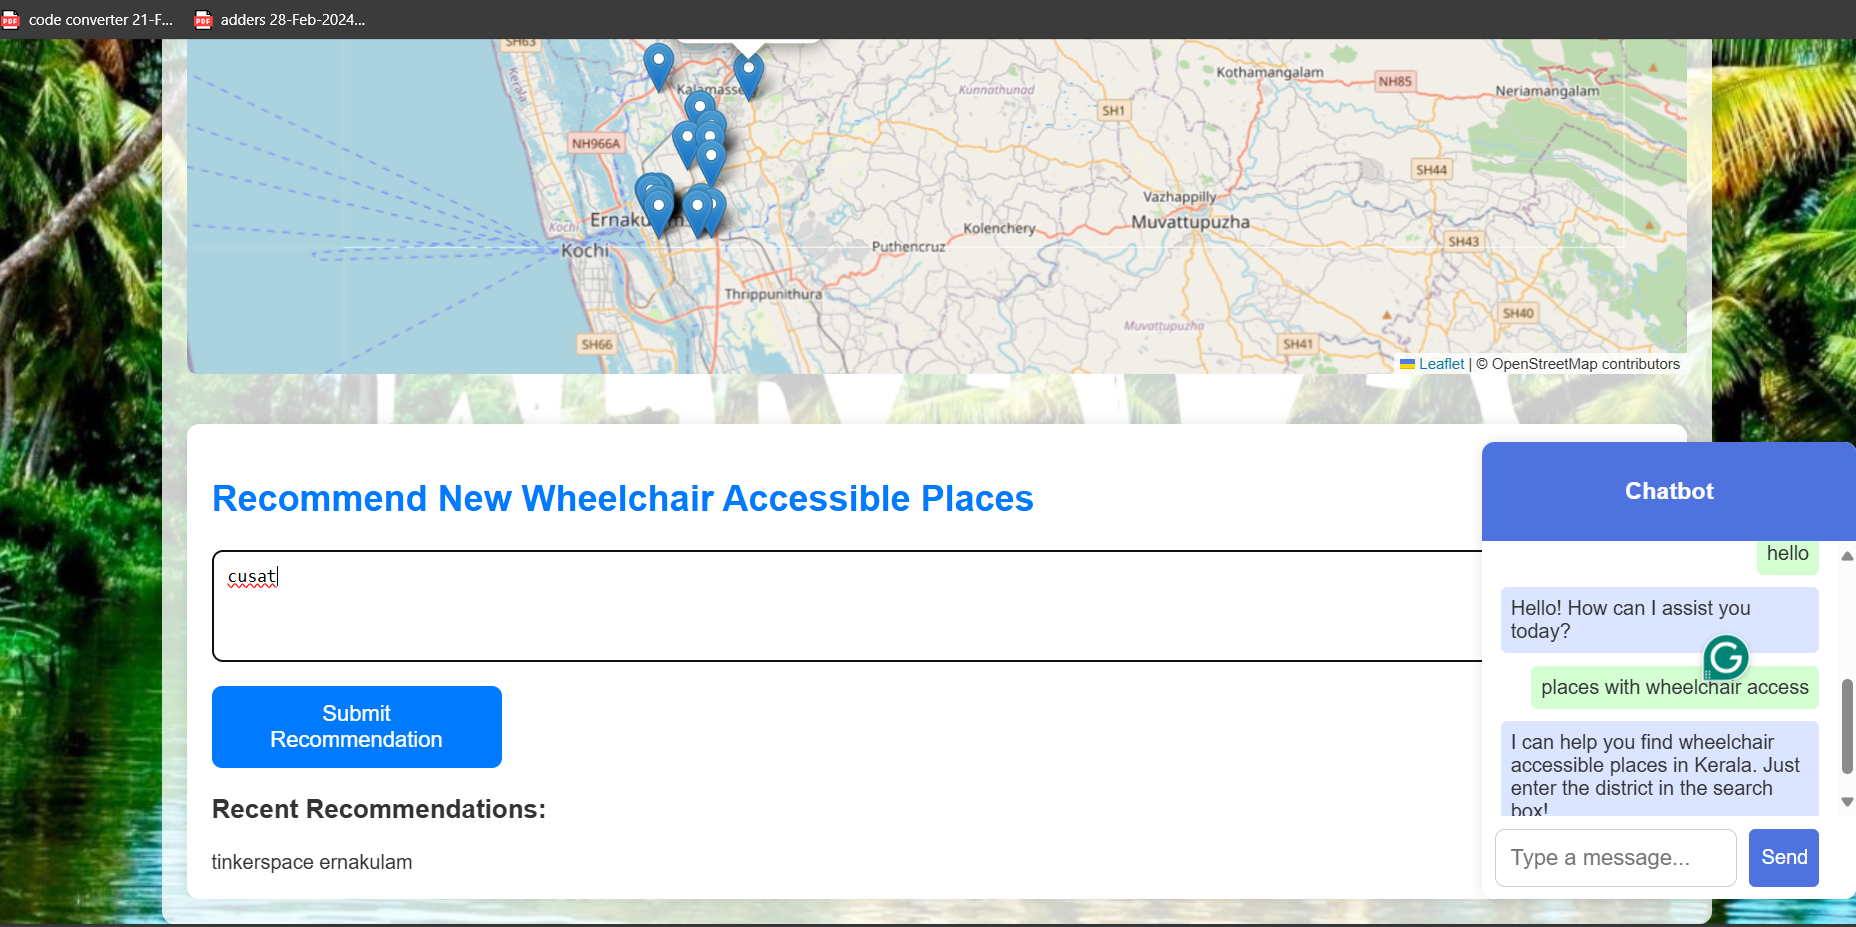 code converter 21-F...
adders 28-Feb-2024...
SH63
Kerala
Kalamasse
Kunnathunad
SH1
Kothamangalam
NH85
Neriamangalam
NH966A
SH44
Vazhappilly
Muvattupuzha
Kochi
Kochi
Kolenchery
Puthencruz
SH43
Thrippunithura
Muvattupuzha
SH40
SH66
SH41
Leaflet | © OpenStreetMap contributors
Recommend New Wheelchair Accessible Places
cusat
Submit
Recommendation
Recent Recommendations:
tinkerspace ernakulam
Chatbot
hello
Hello! How can I assist you
today?
places with wheelchair access
I can help you find wheelchair
accessible places in Kerala. Just
enter the district in the search
box!
Type a message...
Send